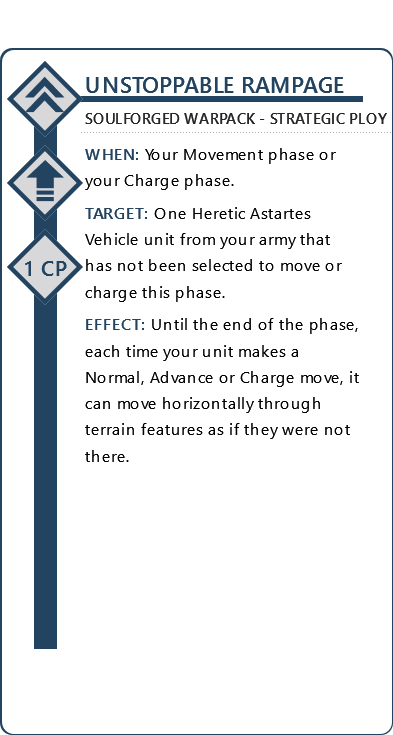 UNSTOPPABLE RAMPAGE
SOULFORGED WARPACK - STRATEGIC PLOY
WHEN: Your Movement phase or
your Charge phase.
TARGET: One Heretic Astartes
Vehicle unit from your army that
has not been selected to move or
charge this phase.
1 CP
EFFECT: Until the end of the phase,
each time your unit makes a
Normal, Advance or Charge move, it
can move horizontally through
terrain features as if they were not
there.